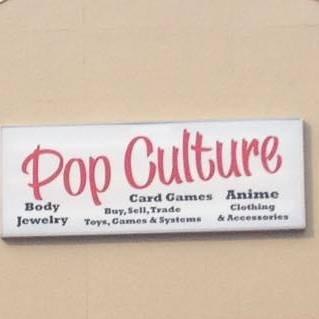 Pop Culture
Body
Jewelry
Card Games
Buy, Sell, Trade
Toys, Games & Systems
Anime
Clothing
& Accessories